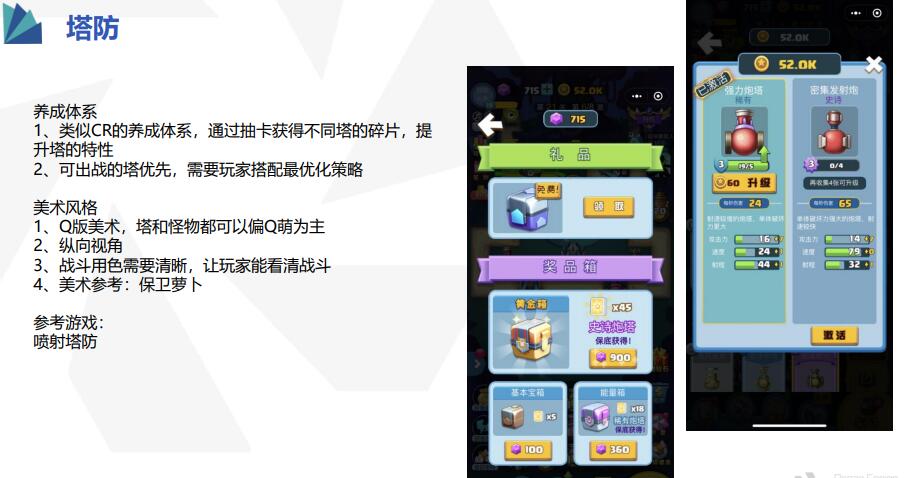 塔防
养成体系
1、类似CR的养成体系，通过抽卡获得不同塔的碎片，提
升塔的特性
2、可出战的塔优先，需要玩家搭配最优化策略
美术风格
1、Q版美术，塔和怪物都可以偏Q萌为主
2、纵向视角
3、战斗用色需要清晰，让玩家能看清战斗
4、美术参考：保卫萝卜
参考游戏：
喷射塔防
715
52.0K
715
礼 品
免费!
领 取
奖 品 箱
黄金箱
x45
史诗炮塔
保底获得!
900
基本宝箱
x5
100
能量箱
x18
稀有炮塔
保底获得!
360
52.0K
52.0K
已激活
强力炮塔
稀有
3
19/5
60 升级
每秒伤害 24
射速较慢的炮塔，单体破坏
力更大
攻击力 16
速度 24
射程 44
密集发射炮
史诗
3
0/4
再收集4张可升级
每秒伤害 65
单体破坏力强大的炮塔，射
速较快
攻击力 14
速度 79
射程 32
激活